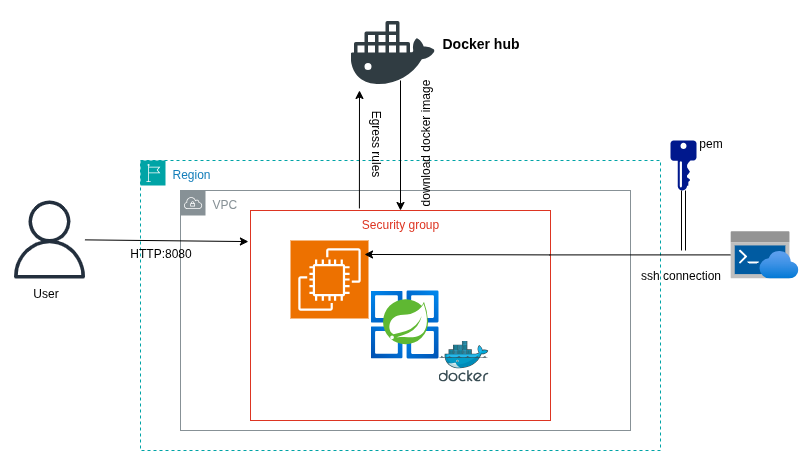 Docker hub
Egress rules
download docker image
pem
Region
VPC
Security group
HTTP:8080
ssh connection
User
docker